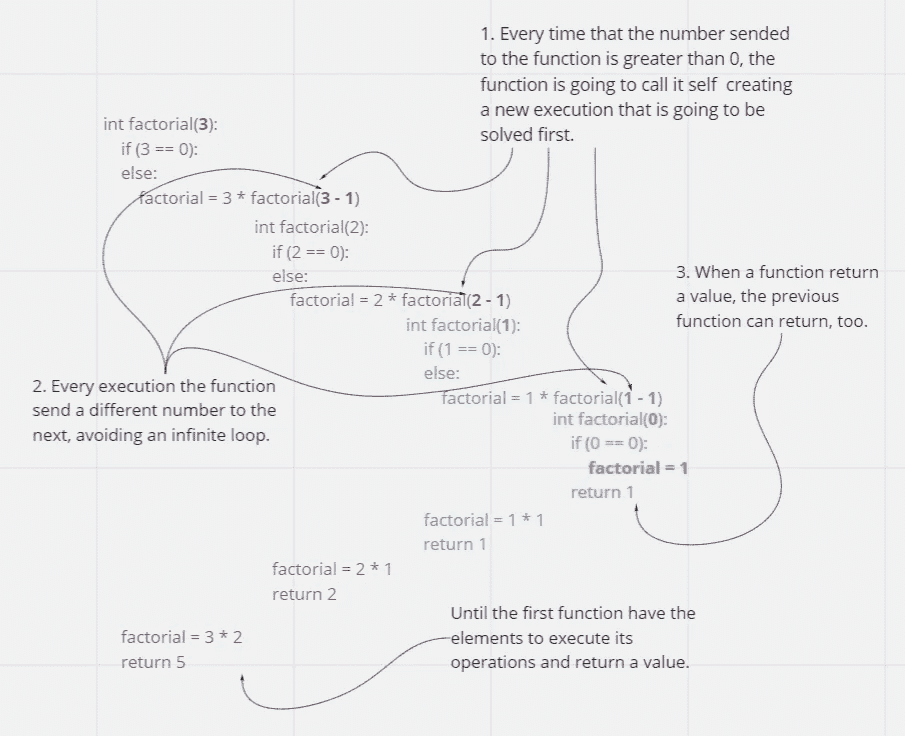 1. Every time that the number sended
to the function is greater than 0, the
function is going to call it self creating
a new execution that is going to be
solved first.
int factorial(3):
if (3 == 0):
else:
factorial = 3 * factorial(3 - 1)
int factorial(2):
if (2 == 0):
else:
factorial = 2 * factorial(2 - 1)
int factorial(1):
if (1 == 0):
else:
factorial = 1 * factorial(1 - 1)
int factorial(0):
if (0 == 0):
factorial = 1
return 1
3. When a function return
a value, the previous
function can return, too.
2. Every execution the function
send a different number to the
next, avoiding an infinite loop.
factorial = 1 * 1
return 1
factorial = 2 * 1
return 2
factorial = 3 * 2
return 5
Until the first function have the
elements to execute its
operations and return a value.